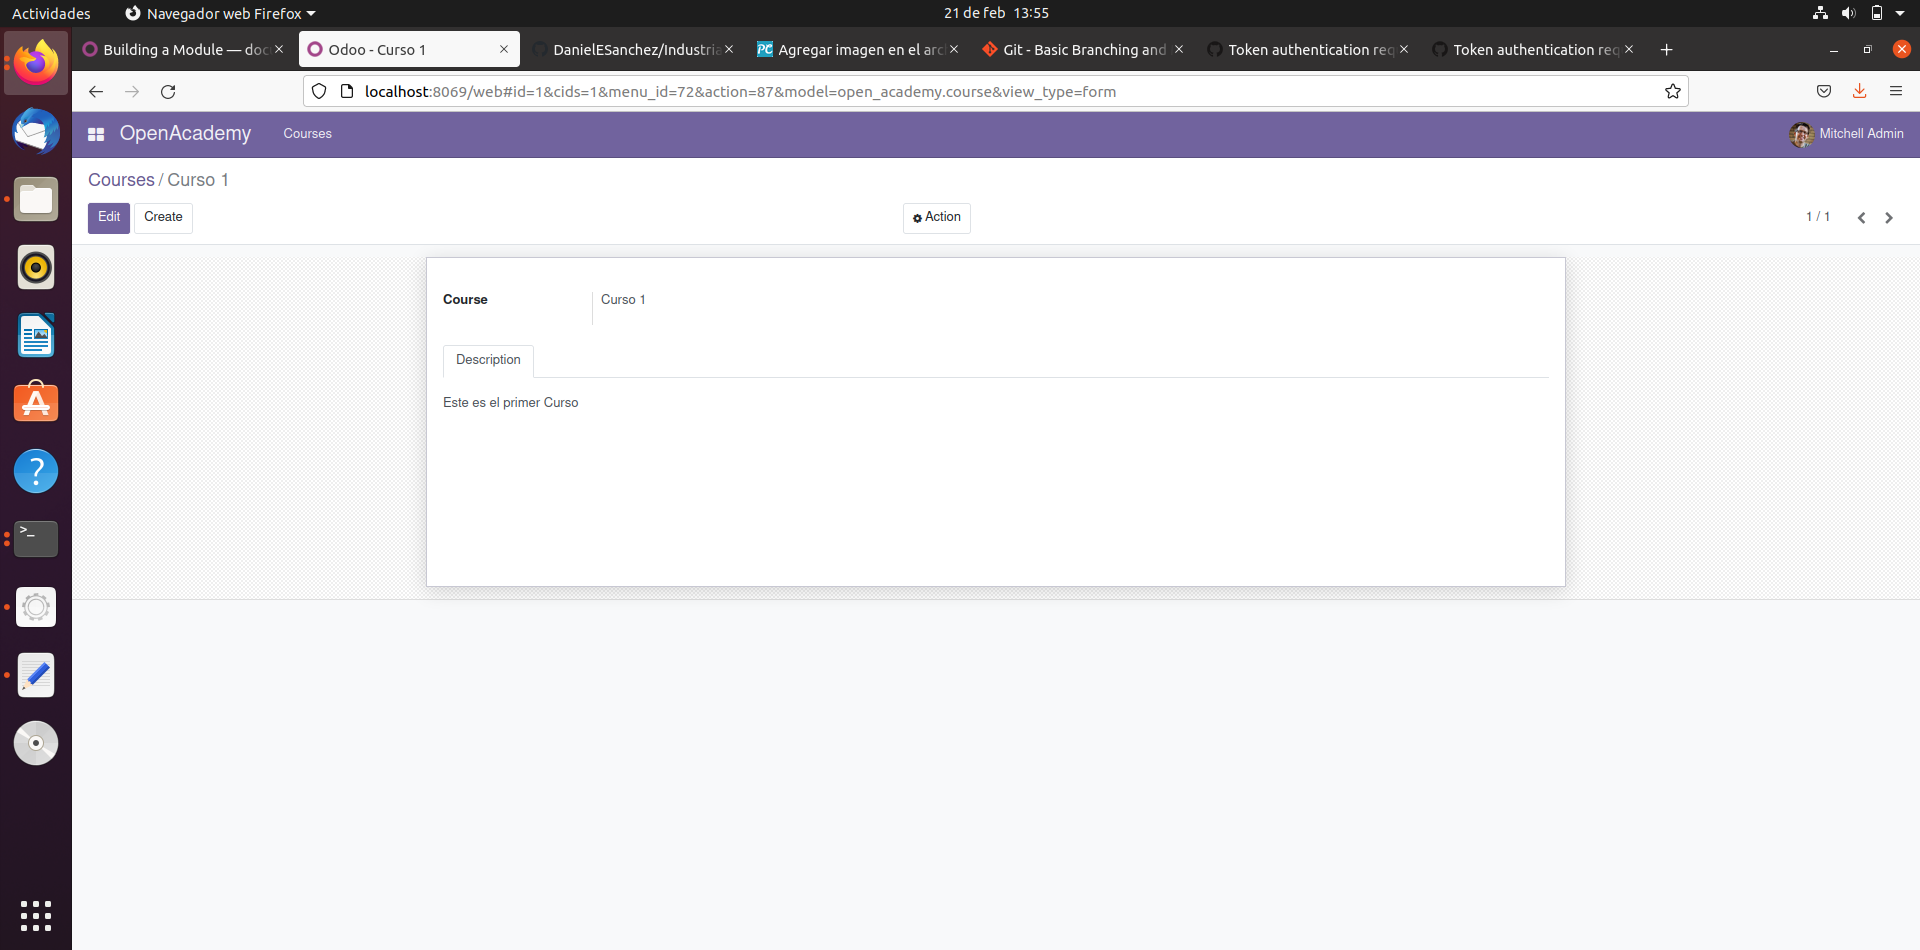 Actividades
Navegador web Firefox
21 de feb 13:55
Building a Module — doc
Odoo - Curso 1
DanielESanchez/Industria
PC
Agregar imagen en el arc
Git - Basic Branching and
Token authentication req
Token authentication req
localhost:8069/web#id=1&cids=1&menu_id=72&action=87&model=open_academy.course&view_type=form
OpenAcademy
Courses
Mitchell Admin
Courses / Curso 1
Edit
Create
Action
1 / 1
Course
Curso 1
Description
Este es el primer Curso